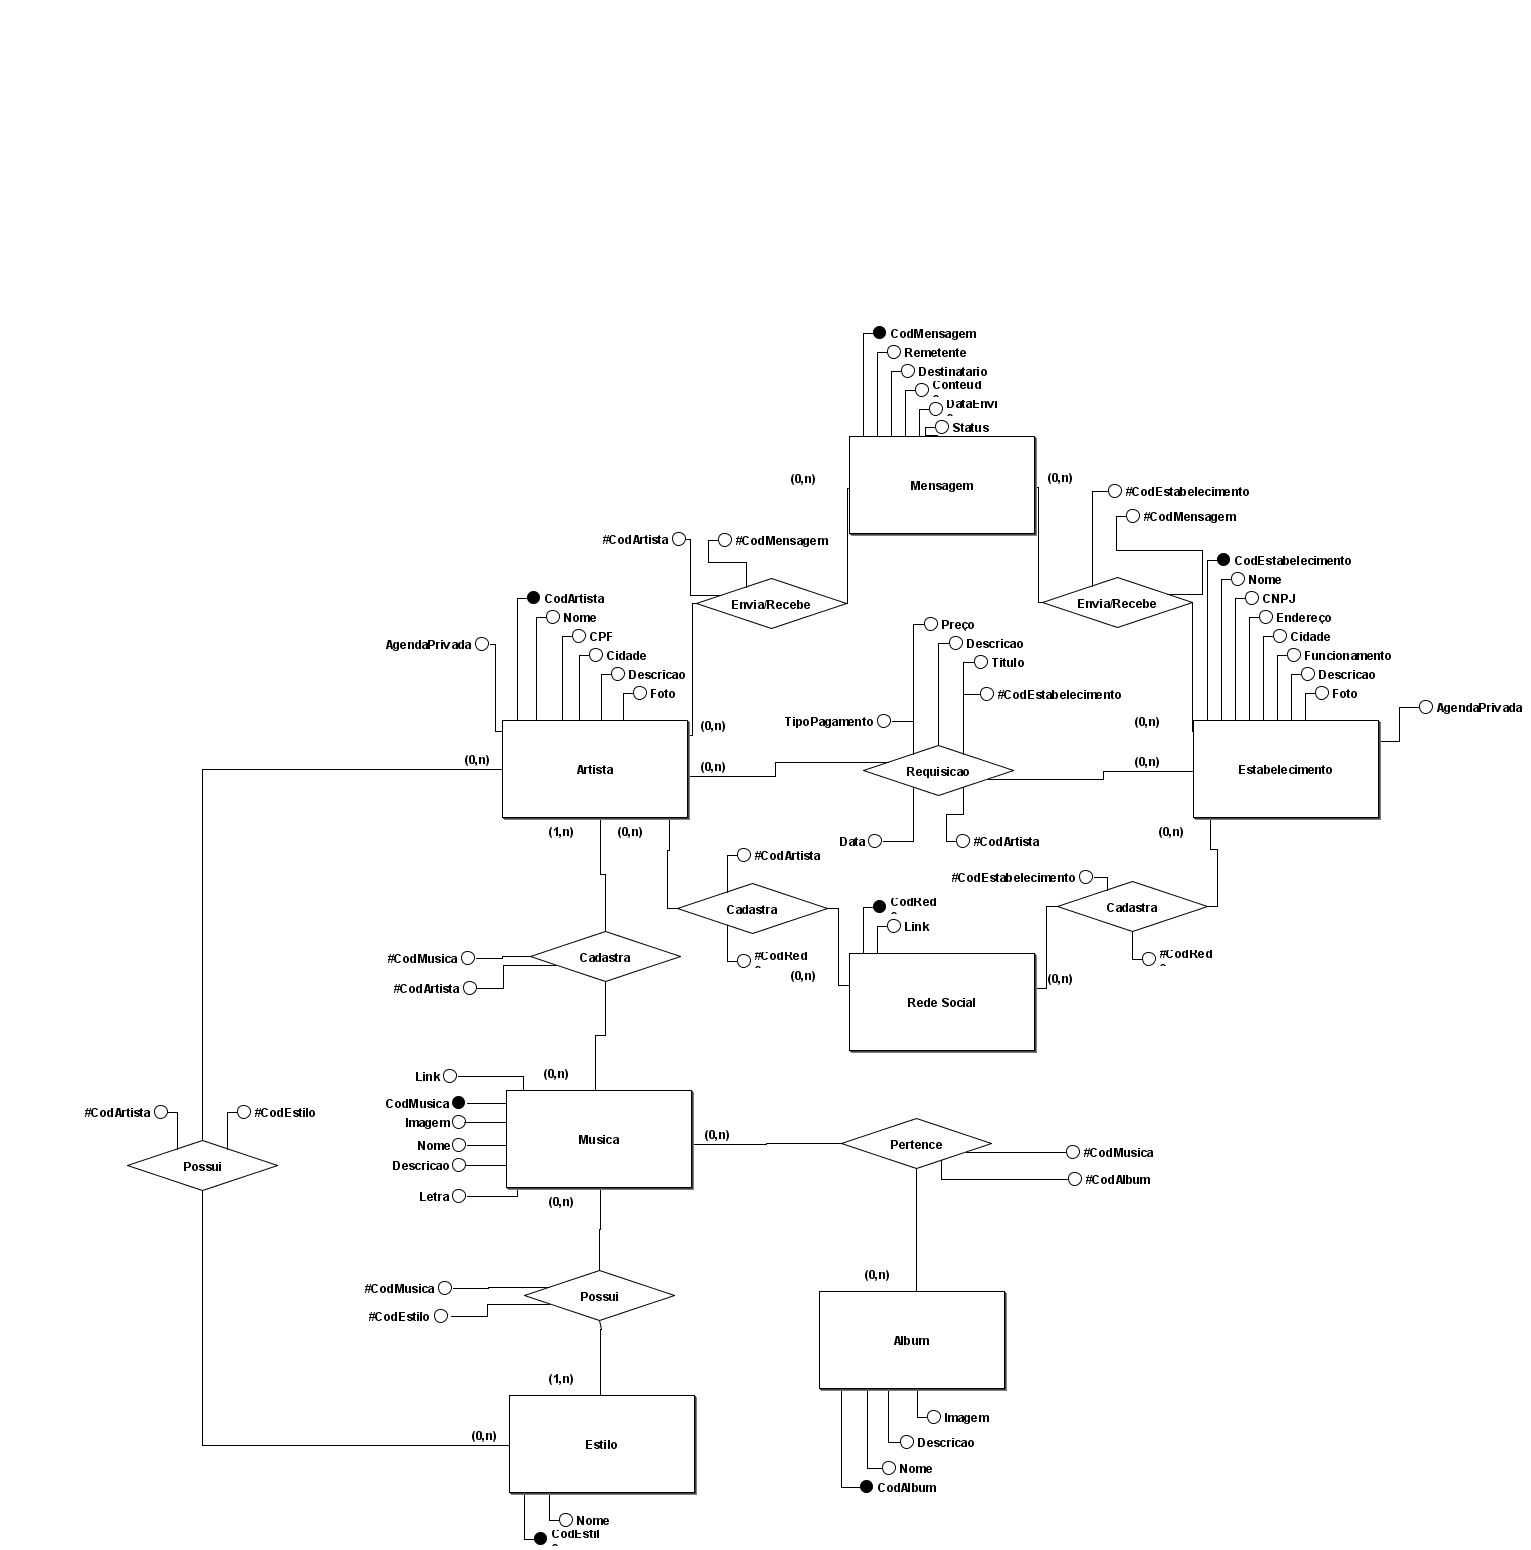 CodMensagem
Remetente
Destinatario
Conteud
DataEnvi
Status
(0,n)
Mensagem
(0,n)
#CodEstabelecimento
#CodMensagem
#CodArtista
#CodMensagem
Envia/Recebe
Envia/Recebe
CodEstabelecimento
Nome
CNPJ
Endereço
Cidade
Funcionamento
Descricao
Foto
AgendaPrivada
CodArtista
Nome
CPF
Cidade
Descricao
Foto
AgendaPrivada
Preço
Descricao
Titulo
#CodEstabelecimento
TipoPagamento
(0,n)
(0,n)
(0,n)
Artista
(0,n)
Requisicao
(0,n)
Estabelecimento
(1,n)
(0,n)
(0,n)
Data
#CodArtista
#CodArtista
#CodEstabelecimento
Cadastra
Cadastra
CodRed
Link
#CodMusica
Cadastra
#CodRed
#CodRed
#CodArtista
(0,n)
(0,n)
Rede Social
Link
(0,n)
CodMusica
Imagem
Nome
Descricao
Letra
Musica
(0,n)
Pertence
#CodMusica
#CodAlbum
#CodArtista
#CodEstilo
Possui
(0,n)
#CodMusica
#CodEstilo
Possui
(0,n)
Album
(1,n)
(0,n)
Estilo
Imagem
Descricao
Nome
CodAlbum
Nome
CodEstil